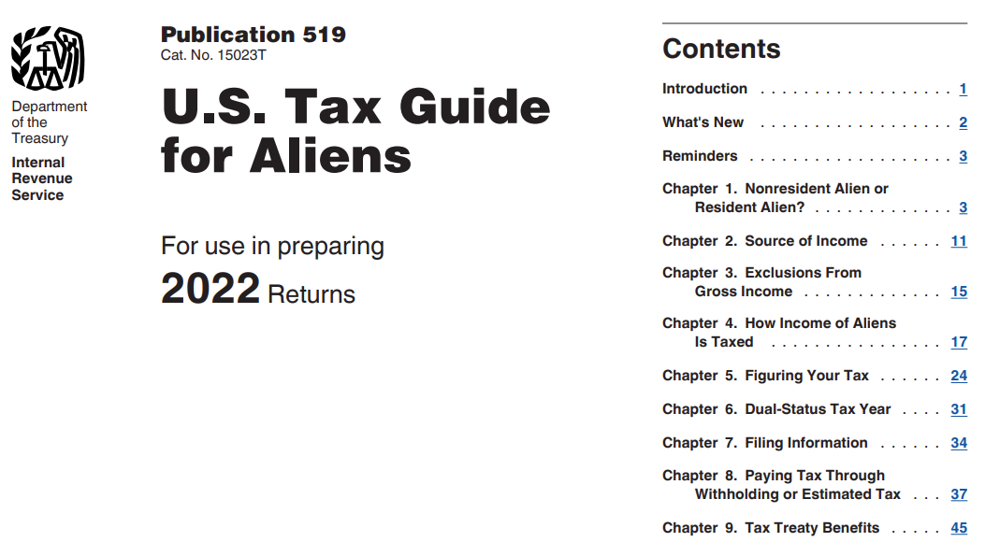 Department
of the
Treasury
Internal
Revenue
Service
Publication 519
Cat. No. 15023T
U.S. Tax Guide
for Aliens
For use in preparing
2022 Returns
Contents
Introduction . . . . . . . . . . . . . . . . . . 1
What's New . . . . . . . . . . . . . . . . . . 2
Reminders . . . . . . . . . . . . . . . . . . . 3
Chapter 1. Nonresident Alien or
Resident Alien? . . . . . . . . . . . . . 3
Chapter 2. Source of Income . . . . . . 11
Chapter 3. Exclusions From
Gross Income . . . . . . . . . . . . . 15
Chapter 4. How Income of Aliens
Is Taxed . . . . . . . . . . . . . . . . 17
Chapter 5. Figuring Your Tax . . . . . . 24
Chapter 6. Dual-Status Tax Year . . . . 31
Chapter 7. Filing Information . . . . . . 34
Chapter 8. Paying Tax Through
Withholding or Estimated Tax . . . 37
Chapter 9. Tax Treaty Benefits . . . . . 45